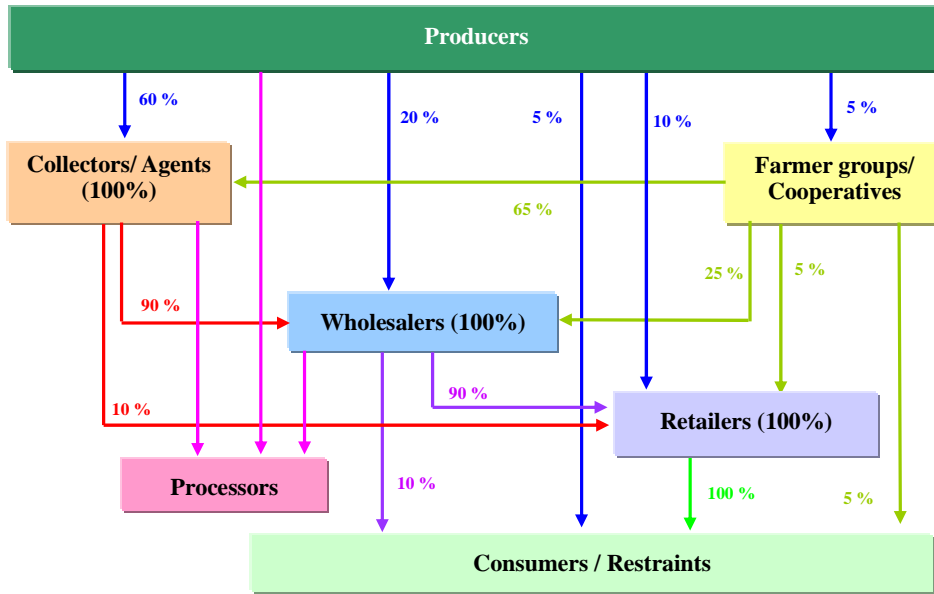 Producers
60 %
20 %
5 %
10 %
5 %
Collectors/ Agents
(100%)
Farmer groups/
Cooperatives
65 %
25 %
5 %
90 %
Wholesalers (100%)
90 %
10 %
Retailers (100%)
Processors
10 %
100 %
5 %
Consumers / Restraints